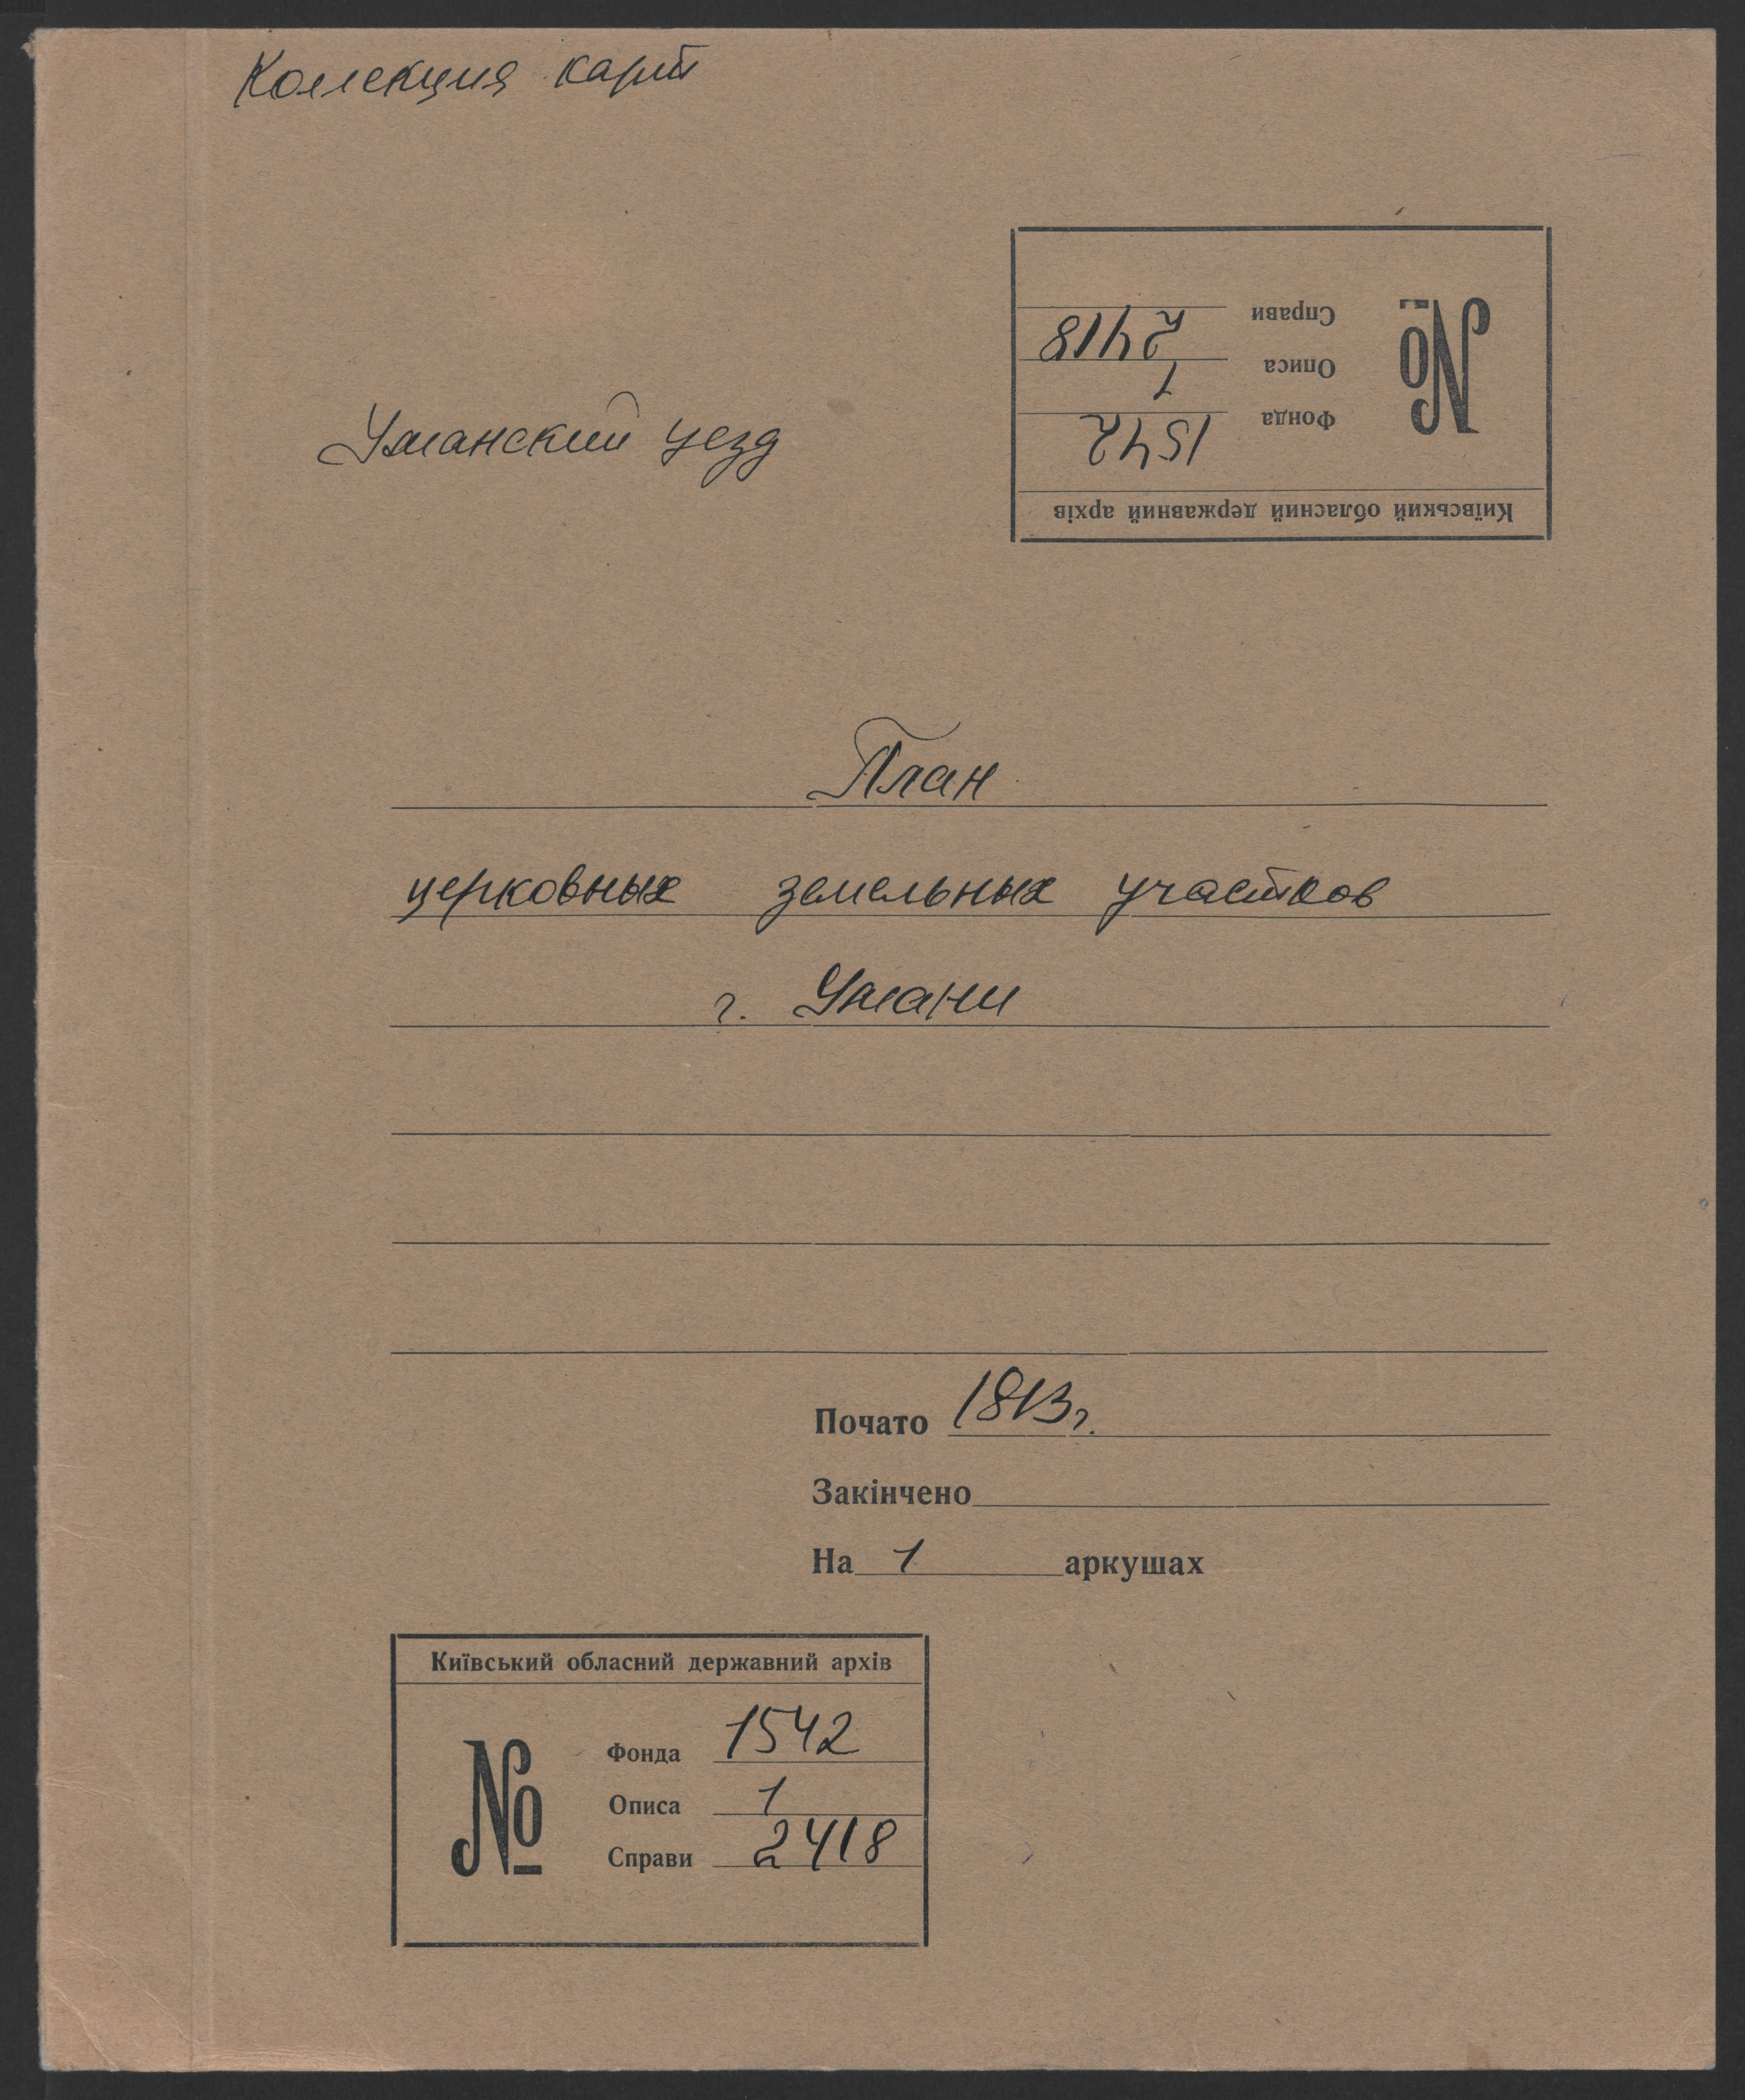 Коллекция карт
Справи 2418
Описа 1
№
Фонда 1542
Київський обласний державний архів
Уманский уезд
План
церковных земельных участков
г. Умани
Почато 1813 г.
Закінчено
На 1 аркушах
Київський обласний державний архів
№
Фонда 1542
Описа 1
Справи 2418